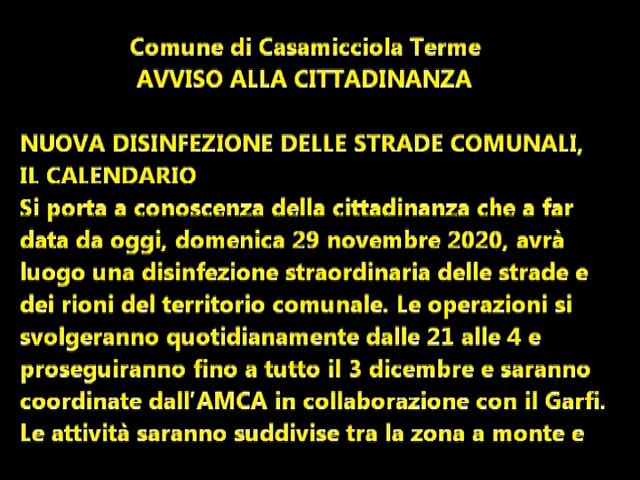 Comune di Casamicciola Terme
AVVISO ALLA CITTADINANZA
NUOVA DISINFEZIONE DELLE STRADE COMUNALI,
IL CALENDARIO
Si porta a conoscenza della cittadinanza che a far
data da oggi, domenica 29 novembre 2020, avrà
luogo una disinfezione straordinaria delle strade e
dei rioni del territorio comunale. Le operazioni si
svolgeranno quotidianamente dalle 21 alle 4 e
proseguiranno fino a tutto il 3 dicembre e saranno
coordinate dall'AMCA in collaborazione con il Garfi.
Le attività saranno suddivise tra la zona a monte e